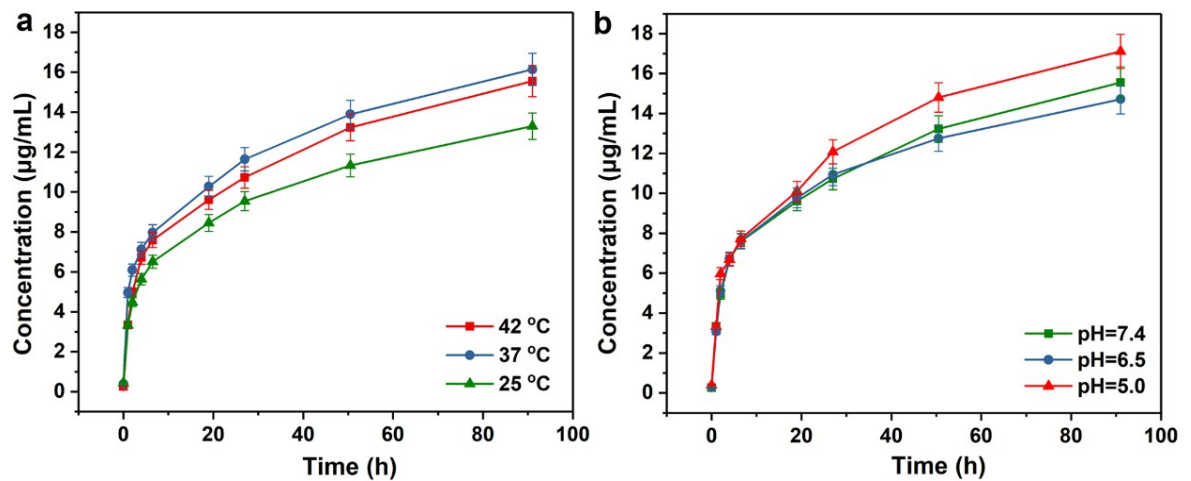 a
Concentration (µg/mL)
18
16
14
12
10
8
6
4
2
0
0 20 40 60 80 100
Time (h)
42 °C
37 °C
25 °C
b
Concentration (µg/mL)
18
16
14
12
10
8
6
4
2
0
0 20 40 60 80 100
Time (h)
pH=7.4
pH=6.5
pH=5.0